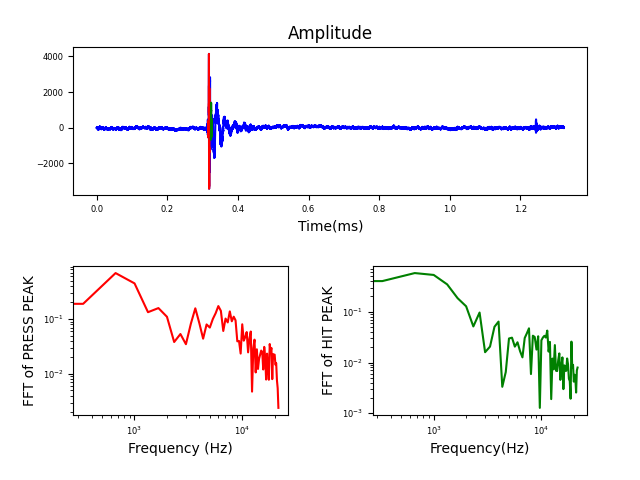 Amplitude
4000
2000
0
−2000
0.0 0.2 0.4 0.6 0.8 1.0 1.2
Time(ms)
FFT of PRESS PEAK
10⁻¹
10⁻²
10³ 10⁴
Frequency (Hz)
FFT of HIT PEAK
10⁻¹
10⁻²
10⁻³
10³ 10⁴
Frequency(Hz)